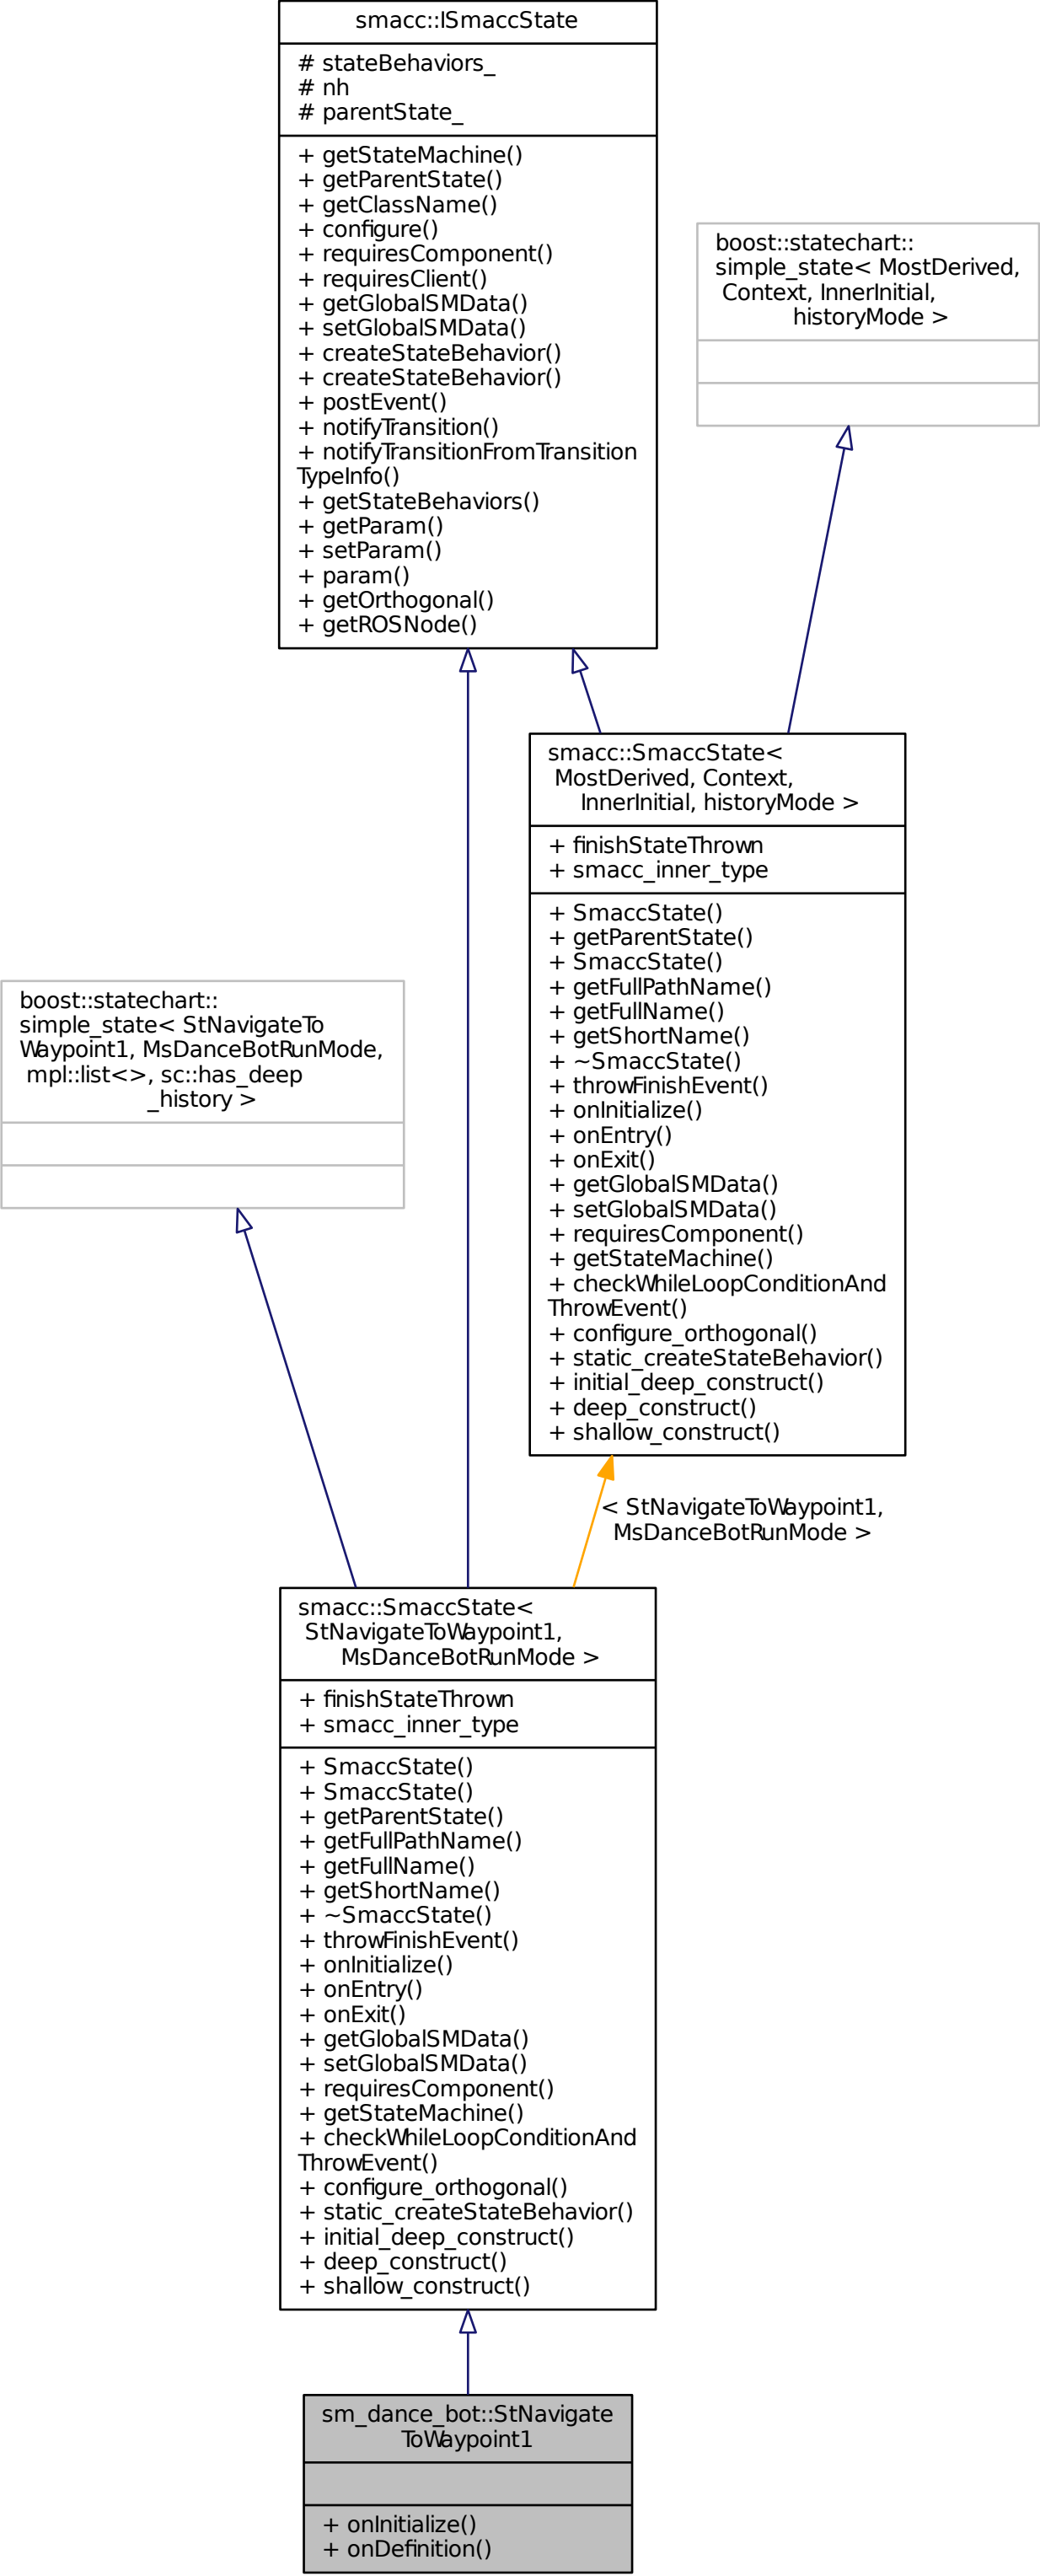 smacc::ISmaccState
# stateBehaviors_
# nh
# parentState_
+ getStateMachine()
+ getParentState()
+ getClassName()
+ configure()
+ requiresComponent()
+ requiresClient()
+ getGlobalSMData()
+ setGlobalSMData()
+ createStateBehavior()
+ createStateBehavior()
+ postEvent()
+ notifyTransition()
+ notifyTransitionFromTransition
TypeInfo()
+ getStateBehaviors()
+ getParam()
+ setParam()
+ param()
+ getOrthogonal()
+ getROSNode()
boost::statechart::
simple_state< MostDerived,
Context, InnerInitial,
historyMode >
smacc::SmaccState<
MostDerived, Context,
InnerInitial, historyMode >
+ finishStateThrown
+ smacc_inner_type
+ SmaccState()
+ getParentState()
+ SmaccState()
+ getFullPathName()
+ getFullName()
+ getShortName()
+ ~SmaccState()
+ throwFinishEvent()
+ onInitialize()
+ onEntry()
+ onExit()
+ getGlobalSMData()
+ setGlobalSMData()
+ requiresComponent()
+ getStateMachine()
+ checkWhileLoopConditionAnd
ThrowEvent()
+ configure_orthogonal()
+ static_createStateBehavior()
+ initial_deep_construct()
+ deep_construct()
+ shallow_construct()
boost::statechart::
simple_state< StNavigateTo
Waypoint1, MsDanceBotRunMode,
mpl::list<>, sc::has_deep
_history >
< StNavigateToWaypoint1,
MsDanceBotRunMode >
smacc::SmaccState<
StNavigateToWaypoint1,
MsDanceBotRunMode >
+ finishStateThrown
+ smacc_inner_type
+ SmaccState()
+ SmaccState()
+ getParentState()
+ getFullPathName()
+ getFullName()
+ getShortName()
+ ~SmaccState()
+ throwFinishEvent()
+ onInitialize()
+ onEntry()
+ onExit()
+ getGlobalSMData()
+ setGlobalSMData()
+ requiresComponent()
+ getStateMachine()
+ checkWhileLoopConditionAnd
ThrowEvent()
+ configure_orthogonal()
+ static_createStateBehavior()
+ initial_deep_construct()
+ deep_construct()
+ shallow_construct()
sm_dance_bot::StNavigate
ToWaypoint1
+ onInitialize()
+ onDefinition()